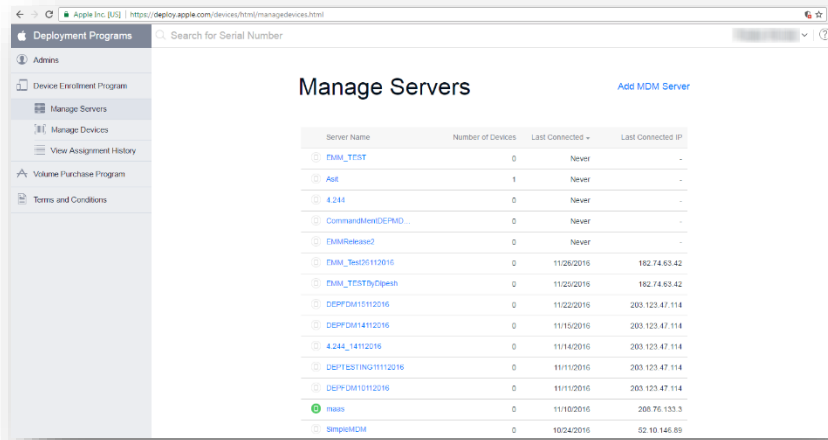 Apple Inc. [US] | https://deploy.apple.com/devices/html/managedevices.html
Deployment Programs
Search for Serial Number
Admins
Device Enrollment Program
Manage Servers
Manage Devices
View Assignment History
Volume Purchase Program
Terms and Conditions
Manage Servers
Add MDM Server
Server Name Number of Devices Last Connected Last Connected IP
EMM_TEST 0 Never -
Asit 1 Never -
4.244 0 Never -
CommandMentDEPMD... 0 Never -
EMMRelease2 0 Never -
EMM_Test26112016 0 11/26/2016 182.74.63.42
EMM_TESTByDipesh 0 11/25/2016 182.74.63.42
DEPFDM15112016 0 11/22/2016 203.123.47.114
DEPFDM14112016 0 11/15/2016 203.123.47.114
4.244_14112016 0 11/14/2016 203.123.47.114
DEPTESTING11112016 0 11/11/2016 203.123.47.114
DEPFDM10112016 0 11/11/2016 203.123.47.114
maas 0 11/10/2016 208.76.133.3
SimpleMDM 0 10/24/2016 52.10.146.89